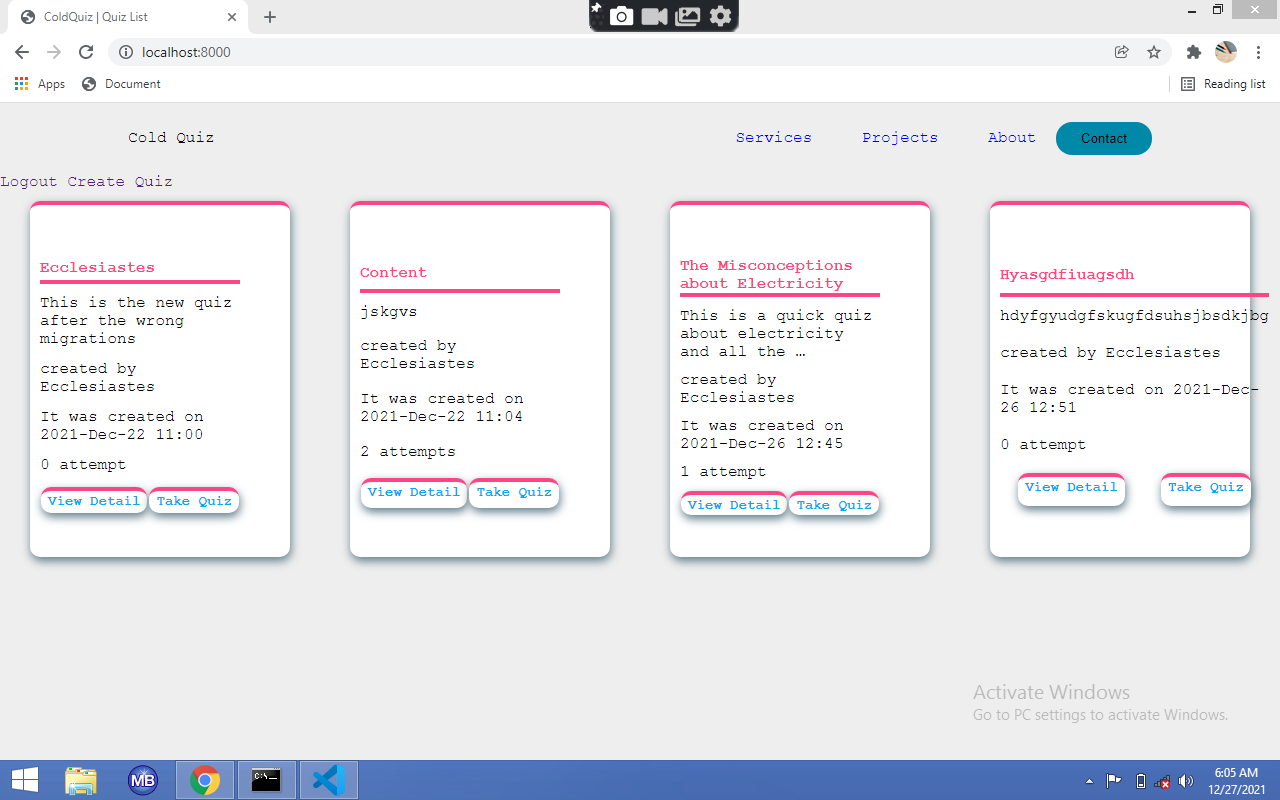 ColdQuiz | Quiz List
localhost:8000
Apps Document Reading list
Cold Quiz Services Projects About Contact
Logout Create Quiz
Ecclesiastes
This is the new quiz
after the wrong
migrations
created by
Ecclesiastes
It was created on
2021-Dec-22 11:00
0 attempt
View Detail Take Quiz
Content
jskgvs
created by
Ecclesiastes
It was created on
2021-Dec-22 11:04
2 attempts
View Detail Take Quiz
The Misconceptions
about Electricity
This is a quick quiz
about electricity
and all the …
created by
Ecclesiastes
It was created on
2021-Dec-26 12:45
1 attempt
View Detail Take Quiz
Hyasgdfiuagsdh
hdyfgyudgfskugfdsuhsjbsdkjbg
created by Ecclesiastes
It was created on 2021-Dec-
26 12:51
0 attempt
View Detail Take Quiz
Activate Windows
Go to PC settings to activate Windows.
MB
C:\_
6:05 AM
12/27/2021